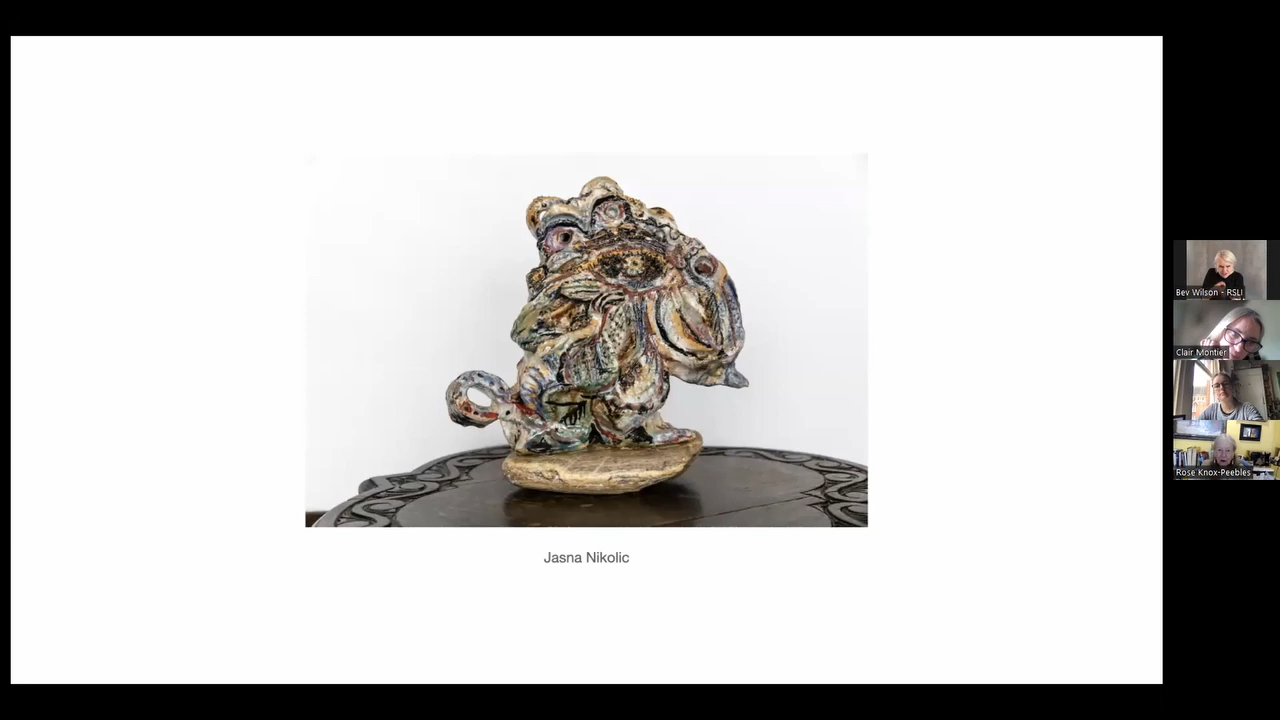 Jasna Nikolic
Bev Wilson - RSLI
Clair Montier
Rose Knox-Peebles